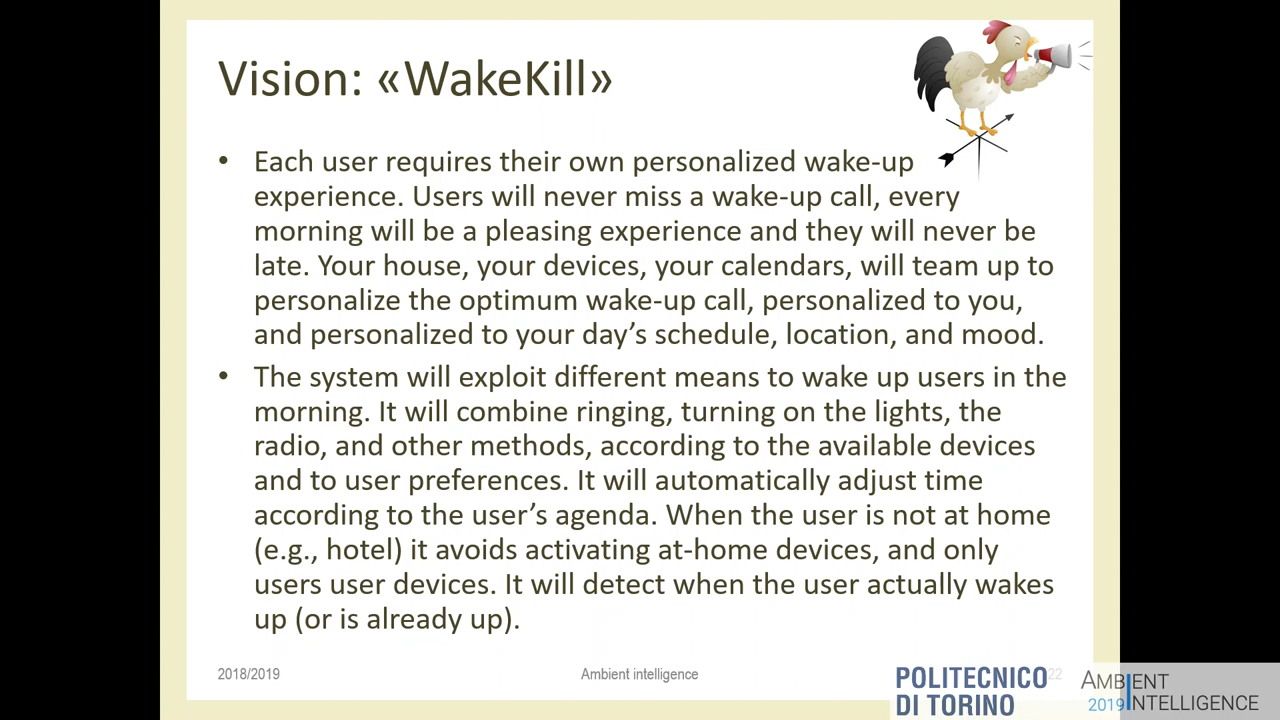 Vision: «WakeKill»
• Each user requires their own personalized wake-up
experience. Users will never miss a wake-up call, every
morning will be a pleasing experience and they will never be
late. Your house, your devices, your calendars, will team up to
personalize the optimum wake-up call, personalized to you,
and personalized to your day’s schedule, location, and mood.
• The system will exploit different means to wake up users in the
morning. It will combine ringing, turning on the lights, the
radio, and other methods, according to the available devices
and to user preferences. It will automatically adjust time
according to the user’s agenda. When the user is not at home
(e.g., hotel) it avoids activating at-home devices, and only
users user devices. It will detect when the user actually wakes
up (or is already up).
2018/2019
Ambient intelligence
22
POLITECNICO
DI TORINO
AMBIENT
2019 INTELLIGENCE